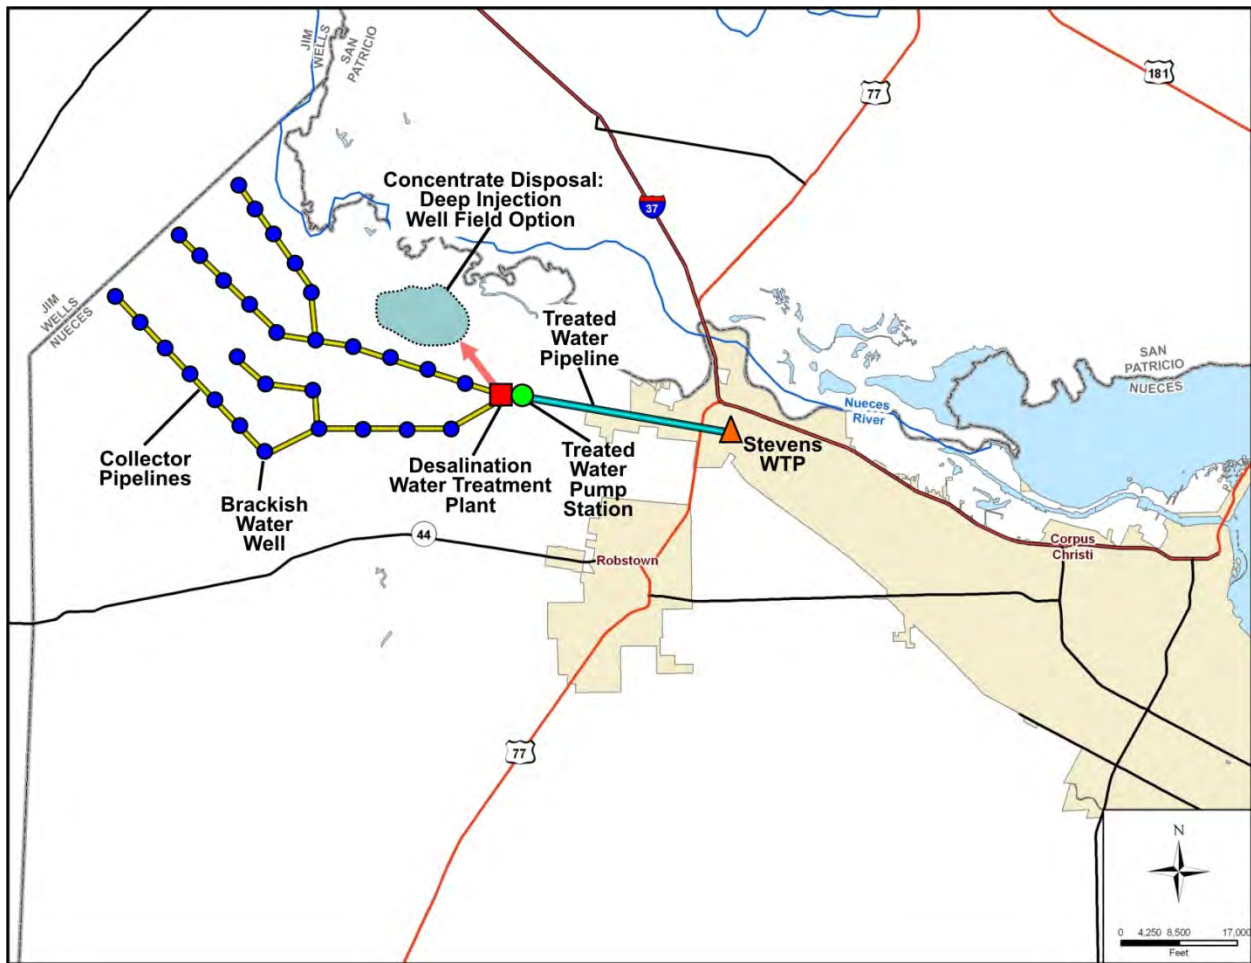 JIM
WELLS
SAN
PATRICIO
181
77
Concentrate Disposal:
Deep Injection
Well Field Option
37
JIM
WELLS
NUECES
Treated
Water
Pipeline
SAN
PATRICIO
NUECES
Nueces
River
Stevens
WTP
Collector
Pipelines
Desalination
Water Treatment
Plant
Treated
Water
Pump
Station
Brackish
Water
Well
44
Robstown
Corpus
Christi
77
N
0 4,250 8,500 17,000
Feet